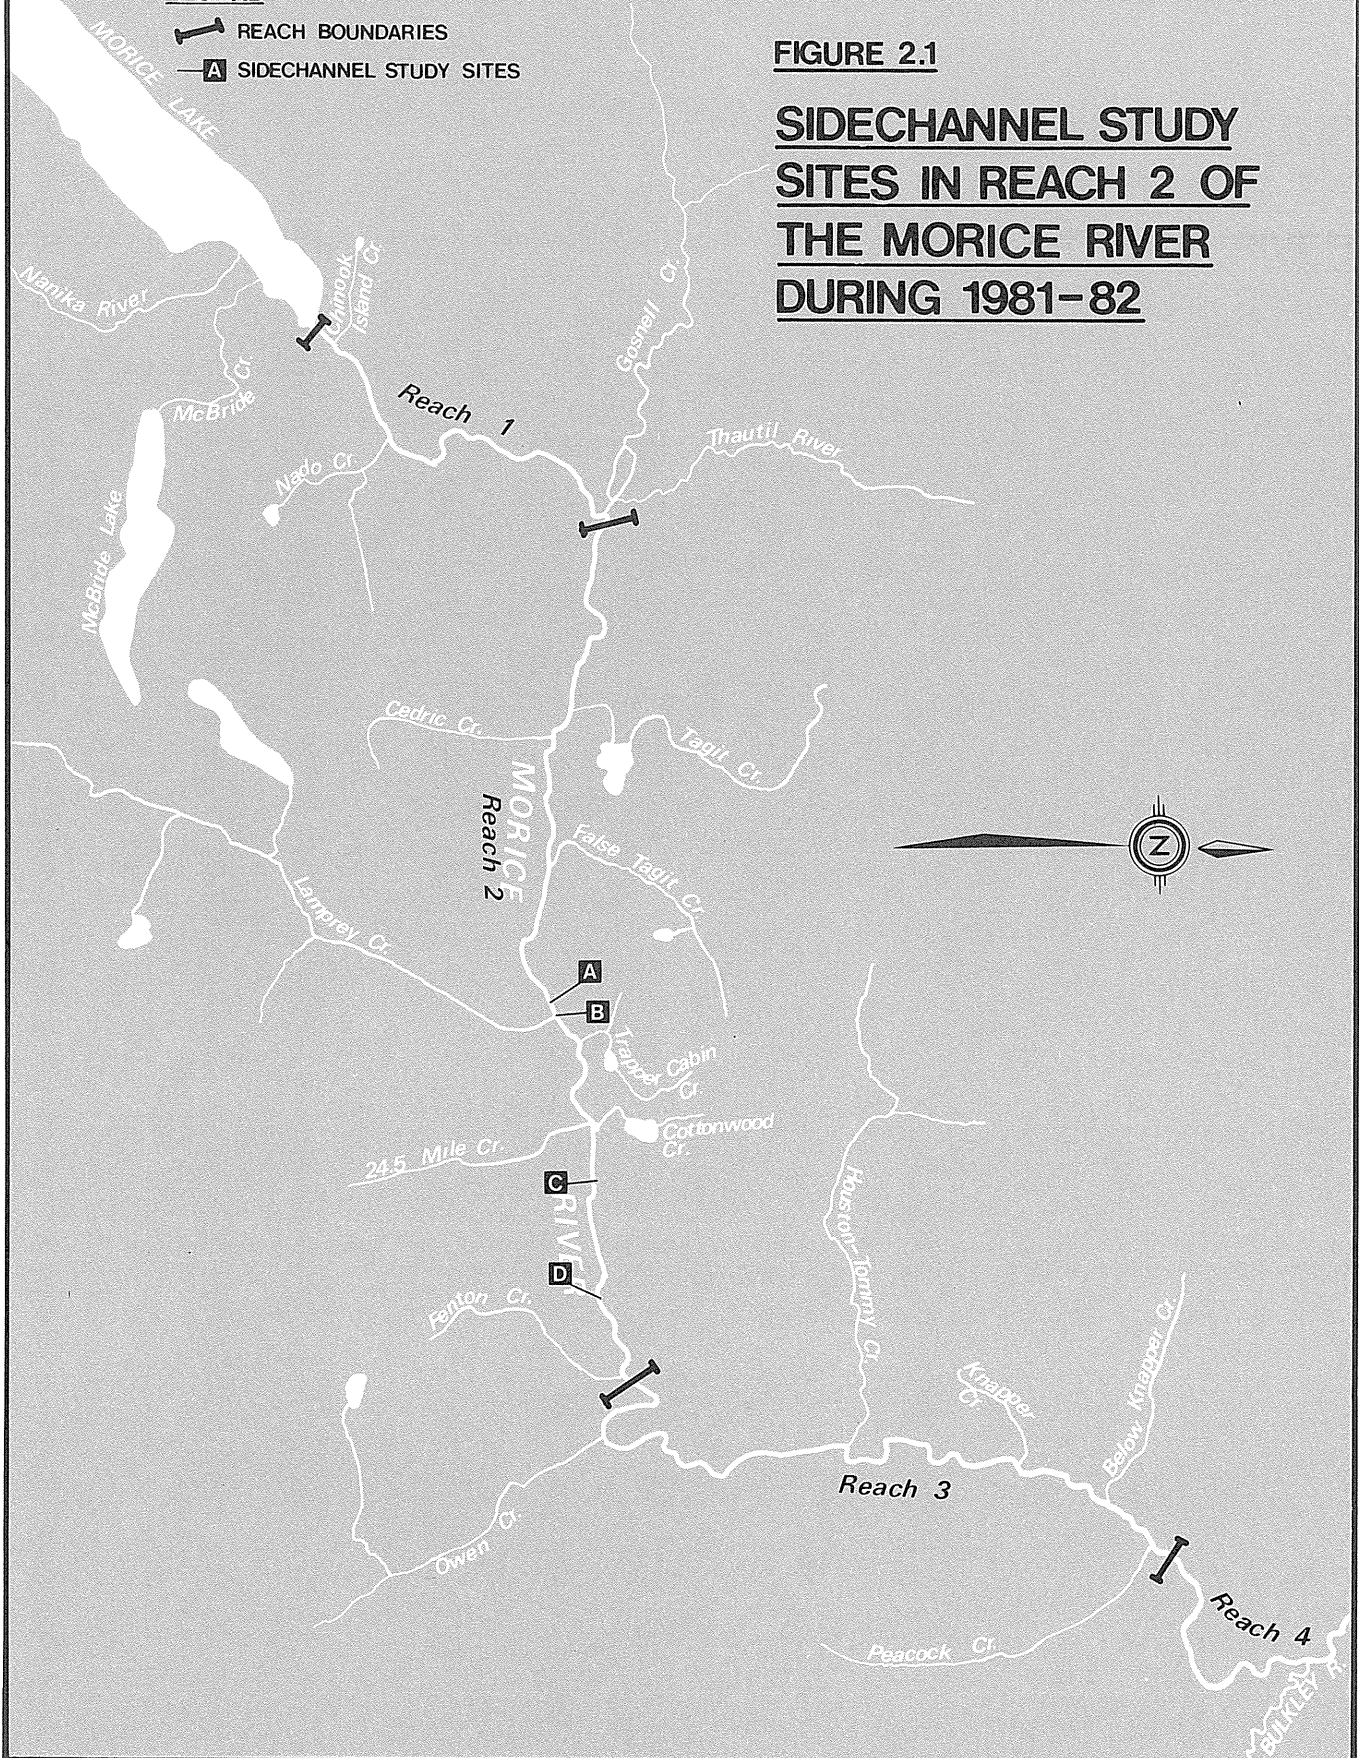 REACH BOUNDARIES
A SIDECHANNEL STUDY SITES
FIGURE 2.1
SIDECHANNEL STUDY
SITES IN REACH 2 OF
THE MORICE RIVER
DURING 1981-82
MORICE LAKE
Nanika River
Chinook
Island Cr.
McBride Cr.
Reach 1
Gosnell Cr.
Thautil River
Nado Cr.
McBride Lake
Cedric Cr.
Tagit Cr.
MORICE
Reach 2
False Tagit Cr.
Z
Lamprey Cr.
A
B
Trapper Cabin
Cr.
Cottonwood
Cr.
24.5 Mile Cr.
C
RIVER
D
Houston-Tommy Cr.
Fenton Cr.
Knapper
Cr.
Below Knapper Cr.
Reach 3
Owen Cr.
Reach 4
Peacock Cr.
BULKLEY R.